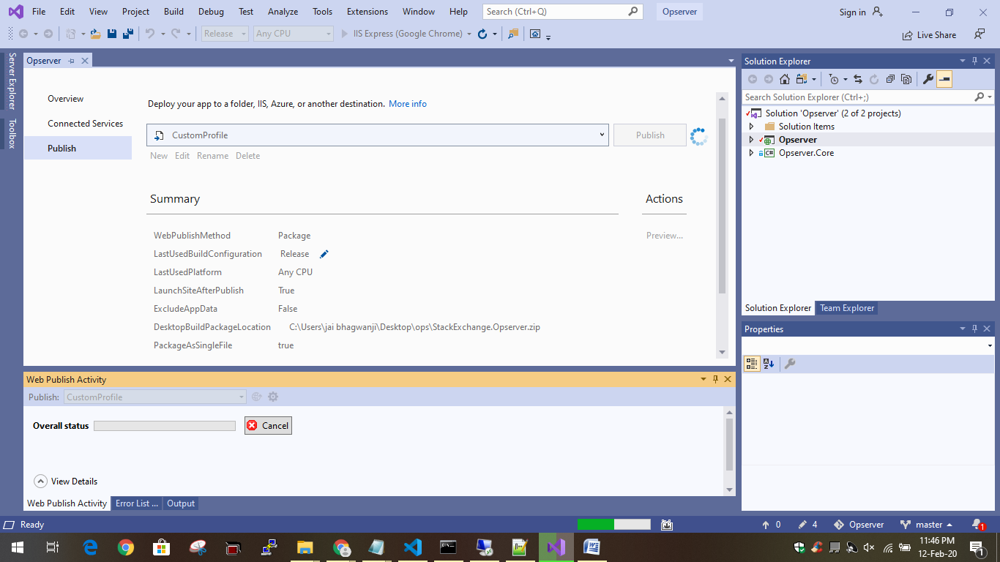 File Edit View Project Build Debug Test Analyze Tools Extensions Window Help Search (Ctrl+Q) Opserver Sign in
Release Any CPU IIS Express (Google Chrome) Live Share
Server Explorer
Toolbox
Opserver
Overview
Connected Services
Publish
Deploy your app to a folder, IIS, Azure, or another destination. More info
CustomProfile Publish
New Edit Rename Delete
Summary Actions
WebPublishMethod Package Preview...
LastUsedBuildConfiguration Release
LastUsedPlatform Any CPU
LaunchSiteAfterPublish True
ExcludeAppData False
DesktopBuildPackageLocation C:\Users\jai bhagwanji\Desktop\ops\StackExchange.Opserver.zip
PackageAsSingleFile true
Web Publish Activity
Publish: CustomProfile
Overall status Cancel
View Details
Web Publish Activity Error List ... Output
Solution Explorer
Search Solution Explorer (Ctrl+;)
Solution 'Opserver' (2 of 2 projects)
Solution Items
Opserver
C# Opserver.Core
Solution Explorer Team Explorer
Properties
Ready 0 4 Opserver master 1
11:46 PM
12-Feb-20
1